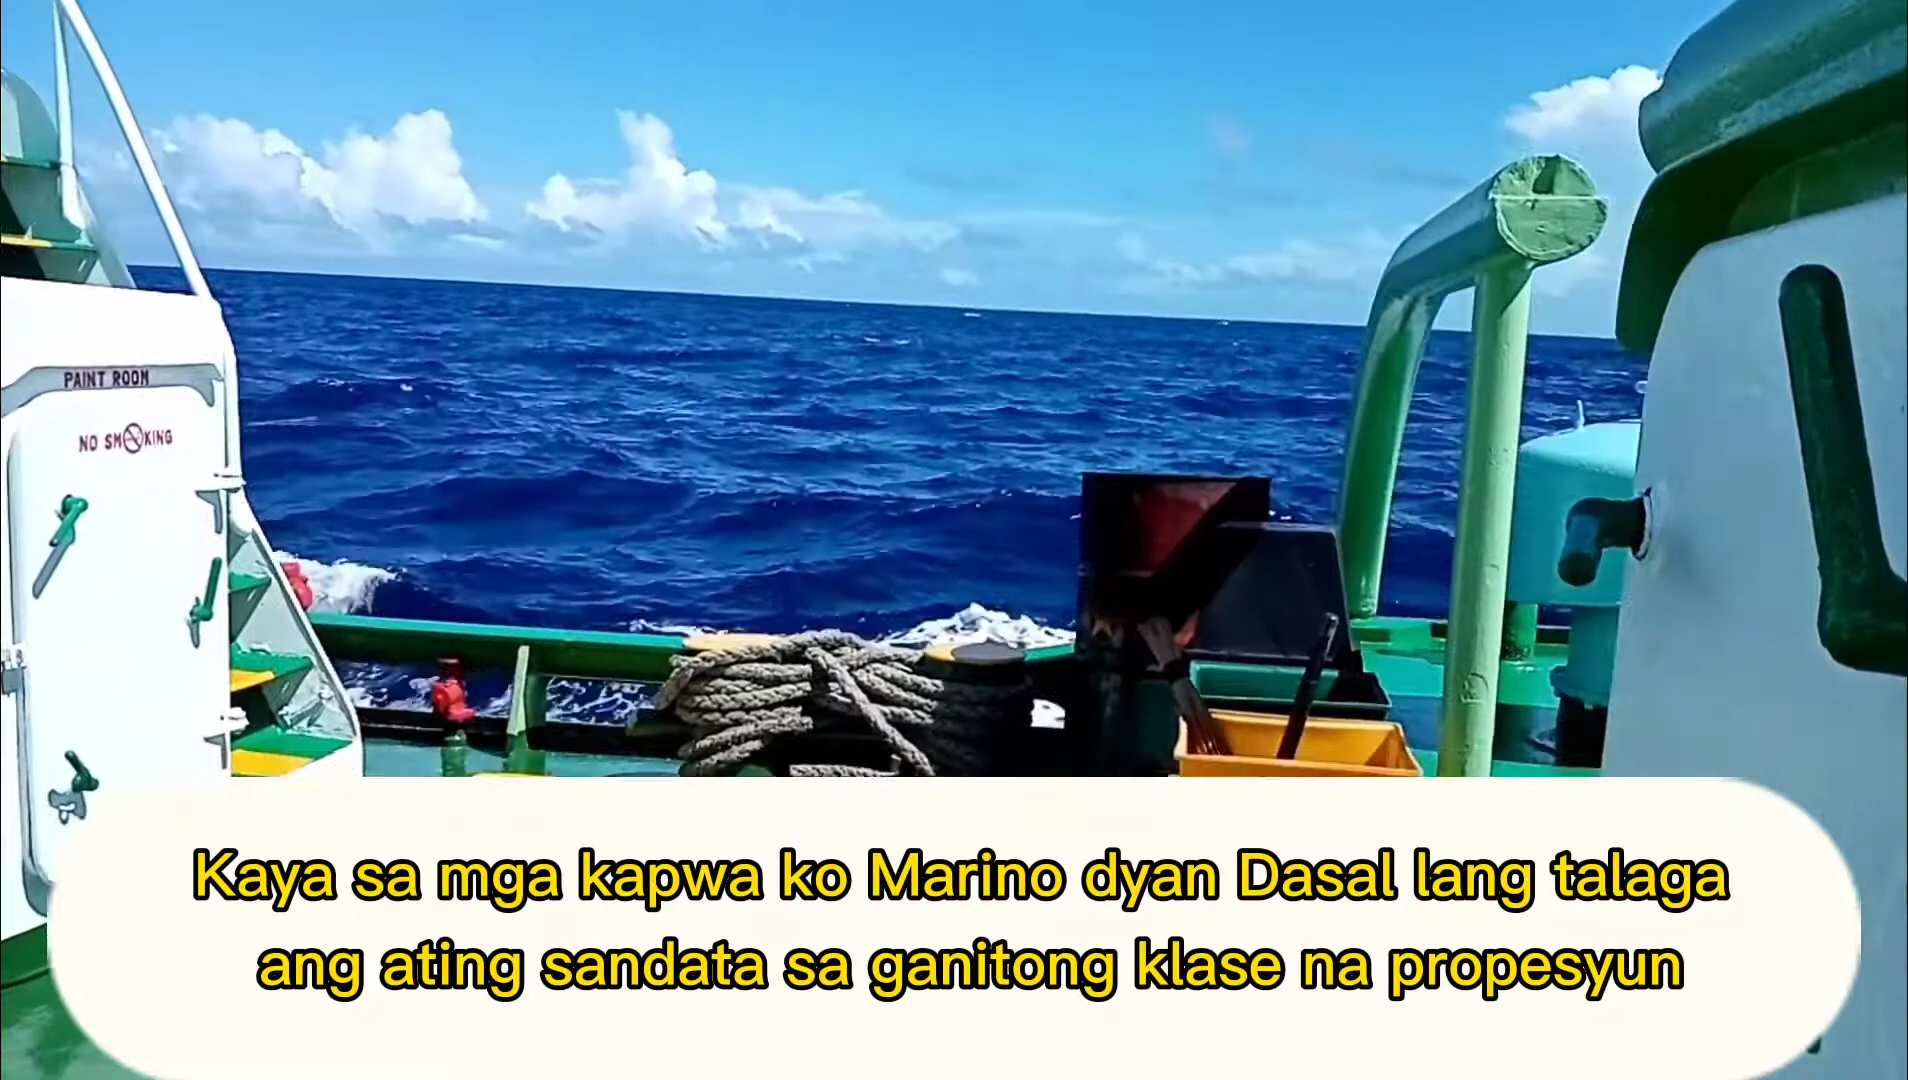 PAINT ROOM
NO SMOKING
Kaya sa mga kapwa ko Marino dyan Dasal lang talaga
ang ating sandata sa ganitong klase na propesyun